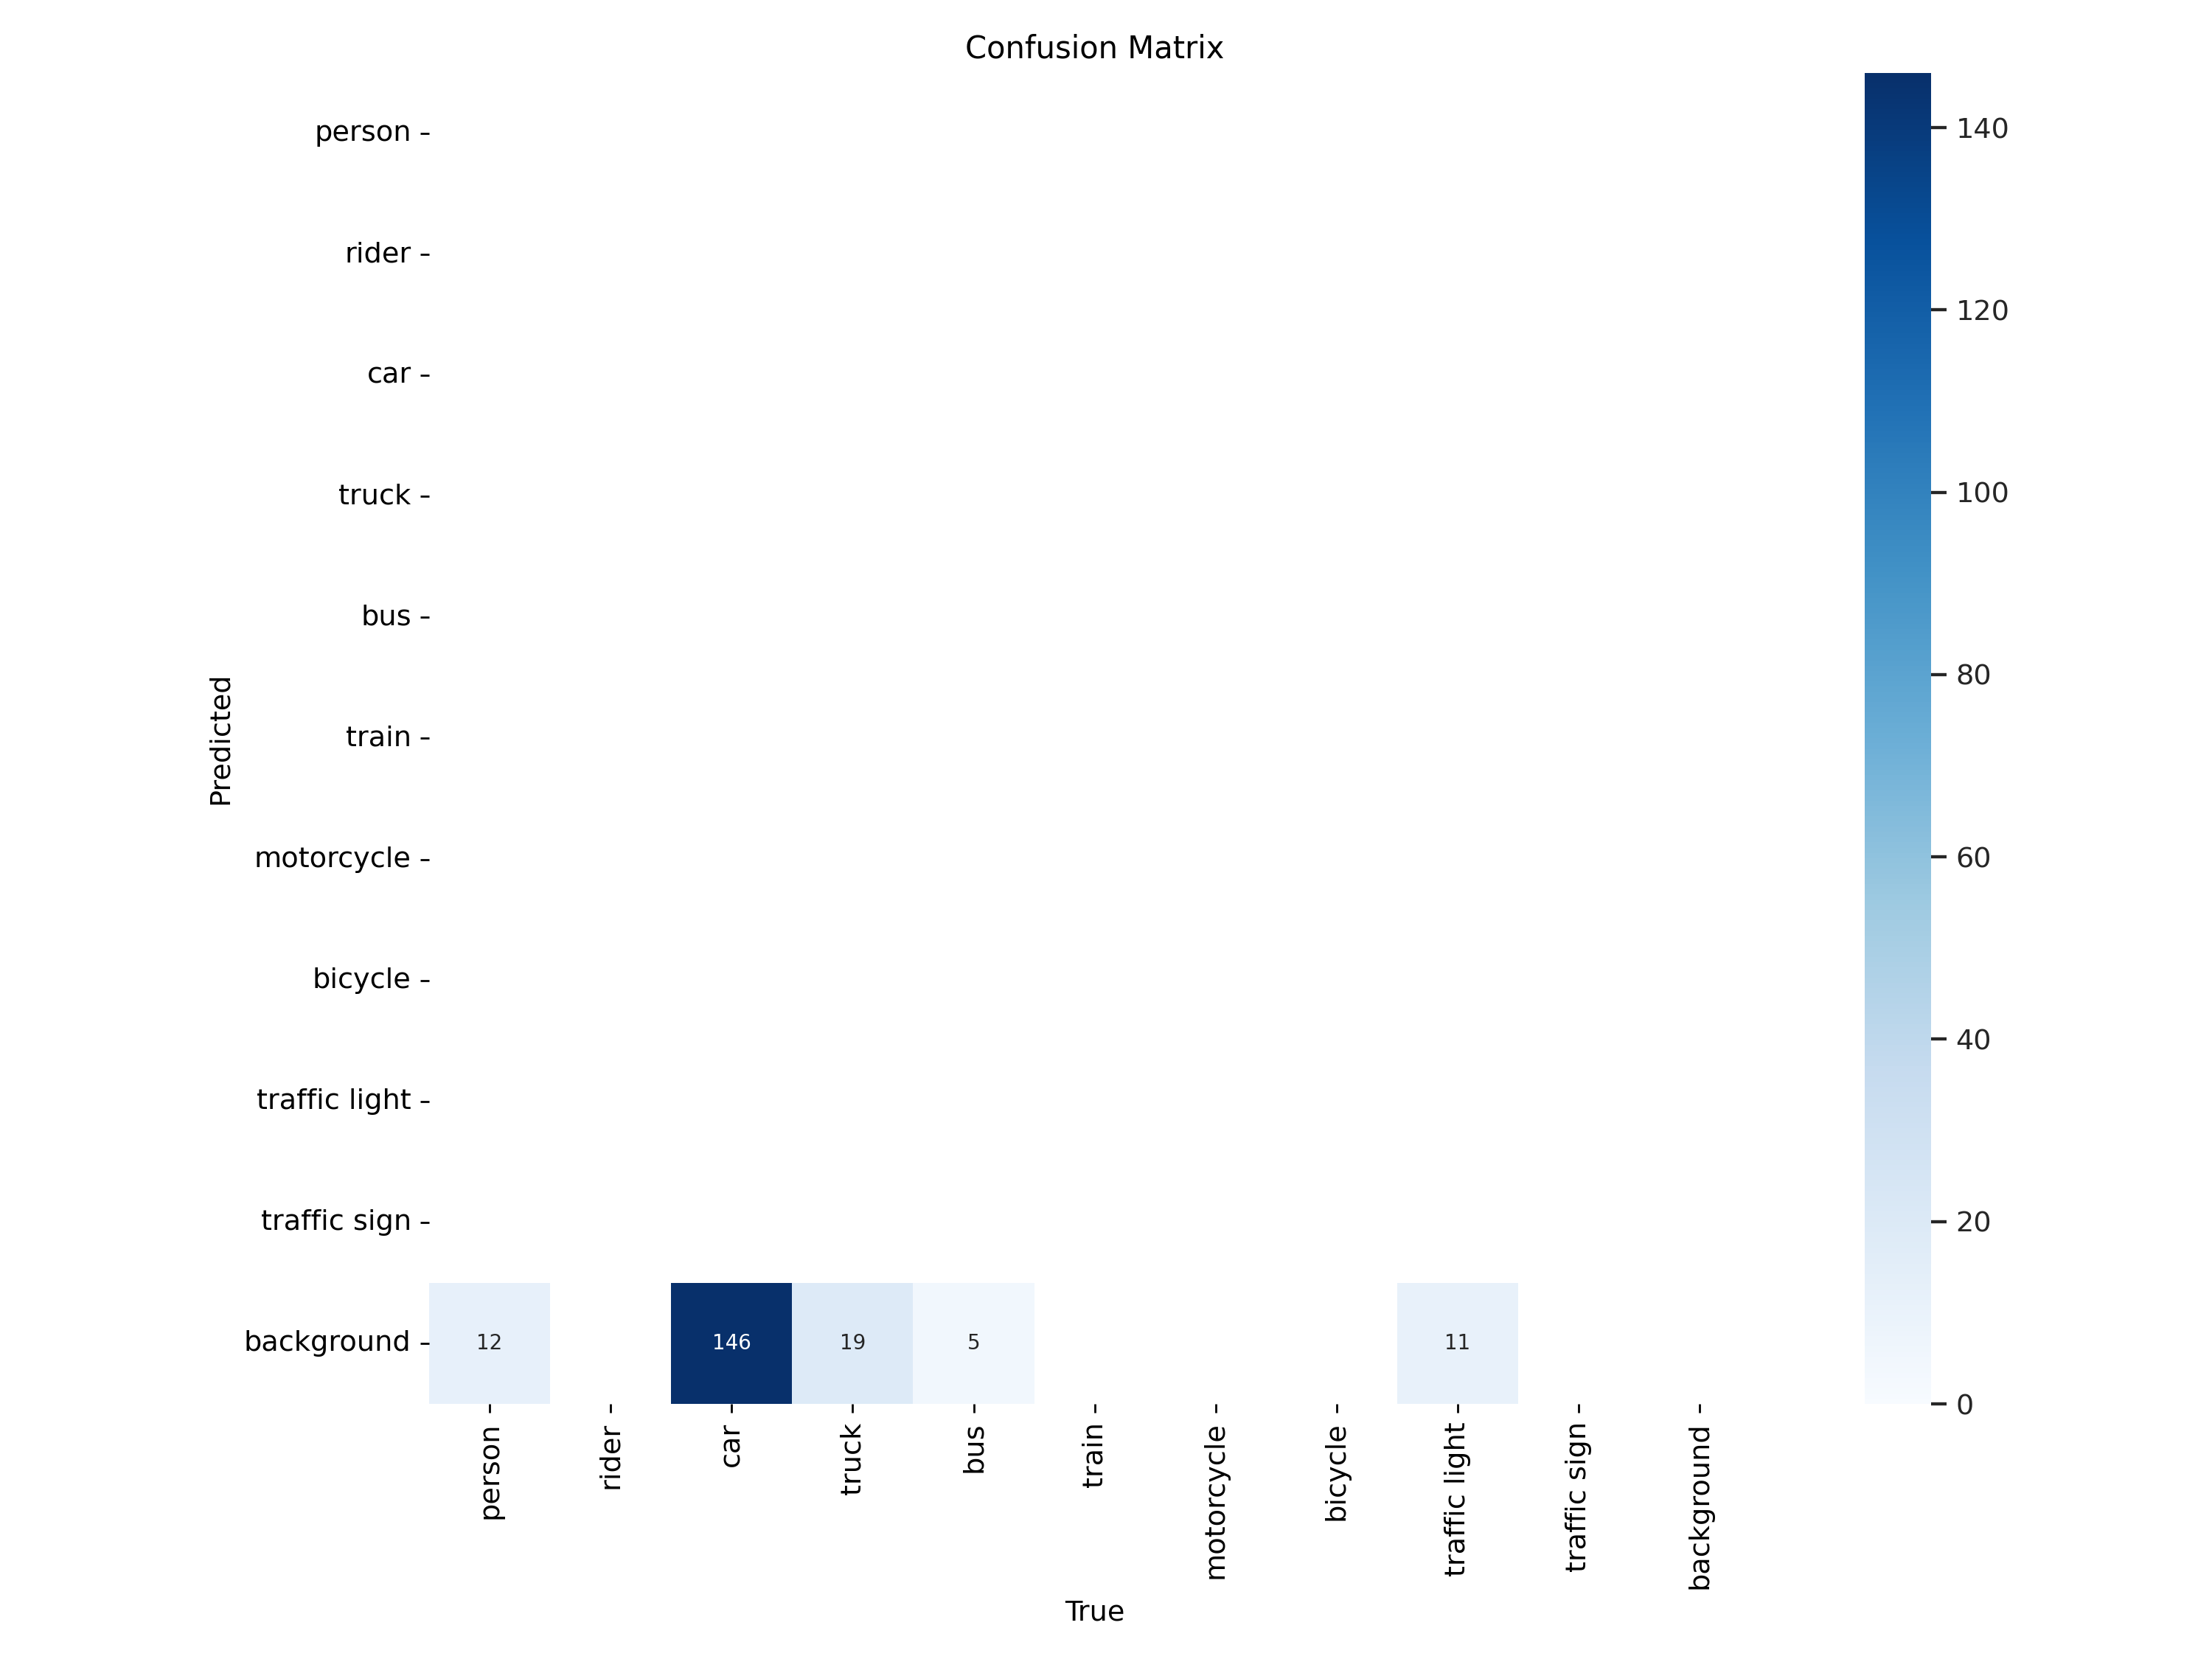 Confusion Matrix
person
rider
car
truck
bus
train
motorcycle
bicycle
traffic light
traffic sign
background
Predicted
12
146
19
5
11
person
rider
car
truck
bus
train
motorcycle
bicycle
traffic light
traffic sign
background
True
140
120
100
80
60
40
20
0